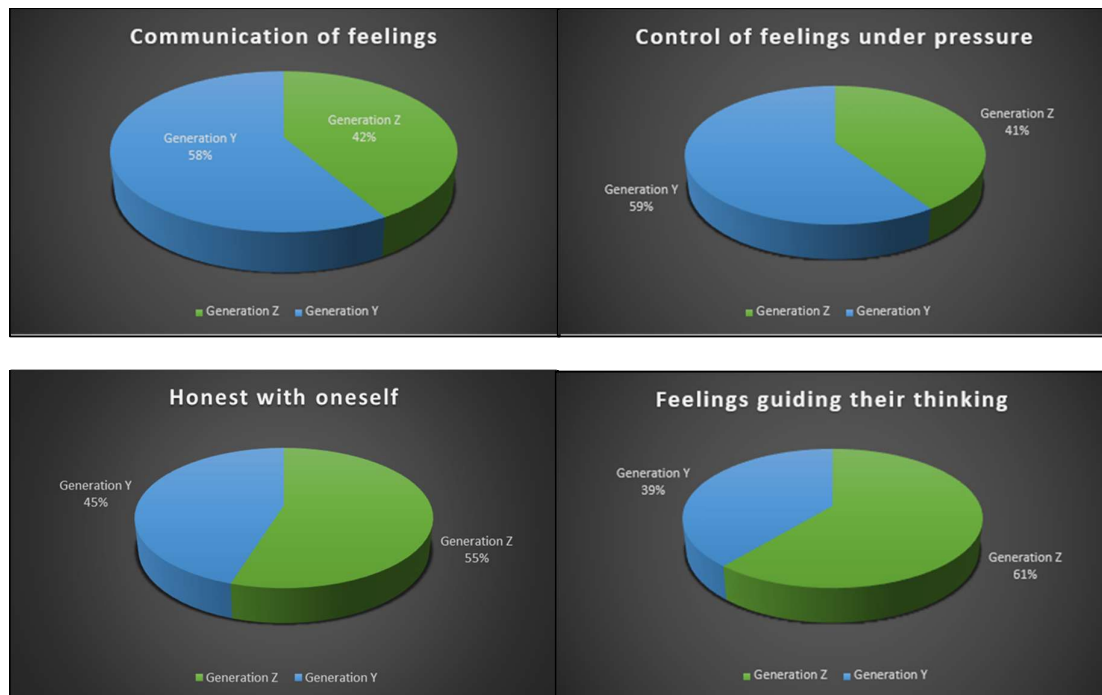 Communication of feelings
Generation Y
58%
Generation Z
42%
Generation Z Generation Y
Control of feelings under pressure
Generation Z
41%
Generation Y
59%
Generation Z Generation Y
Honest with oneself
Generation Y
45%
Generation Z
55%
Generation Z Generation Y
Feelings guiding their thinking
Generation Y
39%
Generation Z
61%
Generation Z Generation Y